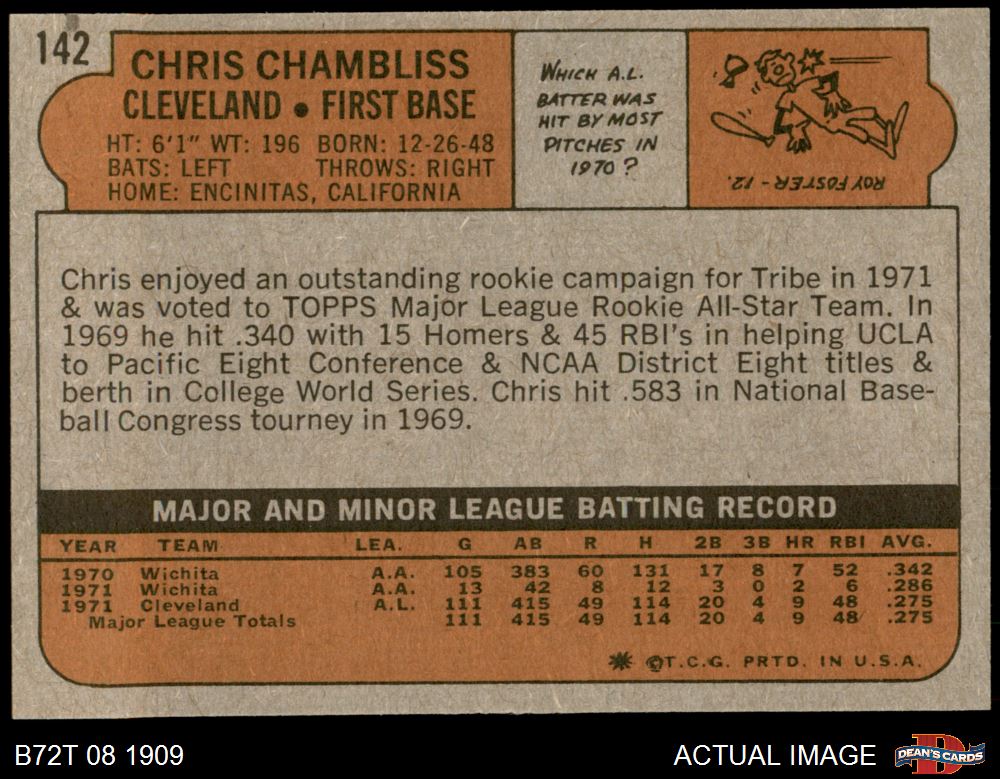 142
CHRIS CHAMBLISS
CLEVELAND • FIRST BASE
HT: 6'1" WT: 196 BORN: 12-26-48
BATS: LEFT THROWS: RIGHT
HOME: ENCINITAS, CALIFORNIA
WHICH A.L.
BATTER WAS
HIT BY MOST
PITCHES IN
1970?
ROY FOSTER - 12.
Chris enjoyed an outstanding rookie campaign for Tribe in 1971
& was voted to TOPPS Major League Rookie All-Star Team. In
1969 he hit .340 with 15 Homers & 45 RBI's in helping UCLA
to Pacific Eight Conference & NCAA District Eight titles &
berth in College World Series. Chris hit .583 in National Base-
ball Congress tourney in 1969.
MAJOR AND MINOR LEAGUE BATTING RECORD
YEAR TEAM LEA. G AB R H 2B 3B HR RBI AVG.
1970 Wichita A.A. 105 383 60 131 17 8 7 52 .342
1971 Wichita A.A. 13 42 8 12 3 0 2 6 .286
1971 Cleveland A.L. 111 415 49 114 20 4 9 48 .275
Major League Totals 111 415 49 114 20 4 9 48 .275
©T.C.G. PRTD. IN U.S.A.
B72T 08 1909
ACTUAL IMAGE
DEAN'S CARDS